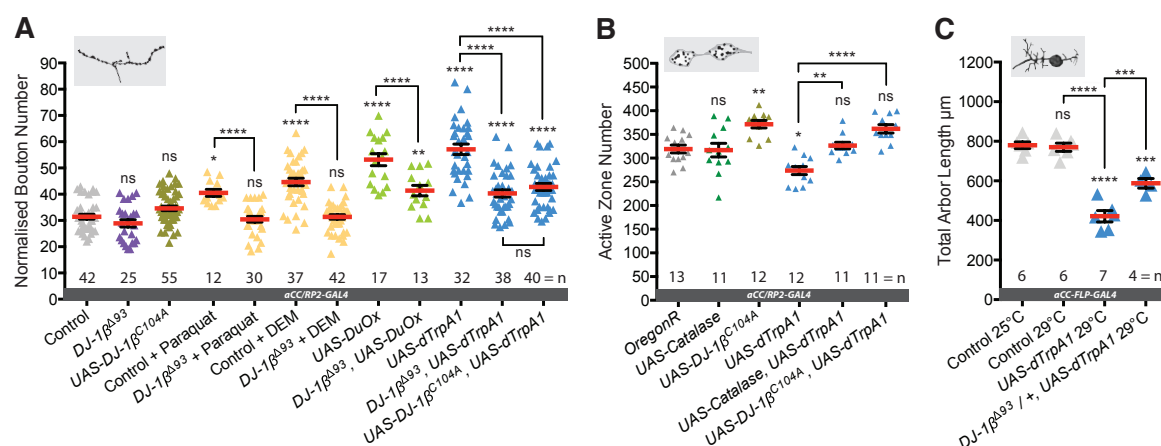 A
Normalised Bouton Number
90
80
70
60
50
40
30
20
10
0
ns
ns
*
****
ns
****
****
ns
****
****
**
****
****
****
****
****
ns
42
25
55
12
30
37
42
17
13
32
38
40 = n
aCC/RP2-GAL4
Control
DJ-1βΔ93
UAS-DJ-1βC104A
Control + Paraquat
DJ-1βΔ93 + Paraquat
Control + DEM
DJ-1βΔ93 + DEM
UAS-DuOx
DJ-1βΔ93, UAS-DuOx
UAS-dTrpA1
DJ-1βΔ93, UAS-dTrpA1
UAS-DJ-1βC104A, UAS-dTrpA1
B
Active Zone Number
500
450
400
350
300
250
200
150
100
50
0
ns
**
*
**
ns
****
ns
13
11
12
12
11
11 = n
aCC/RP2-GAL4
OregonR
UAS-Catalase
UAS-DJ-1βC104A
UAS-dTrpA1
UAS-Catalase, UAS-dTrpA1
UAS-DJ-1βC104A, UAS-dTrpA1
C
Total Arbor Length µm
1200
1000
800
600
400
200
0
ns
****
****
***
***
6
6
7
4 = n
aCC-FLP-GAL4
Control 25°C
Control 29°C
UAS-dTrpA1 29°C
DJ-1βΔ93 / +, UAS-dTrpA1 29°C